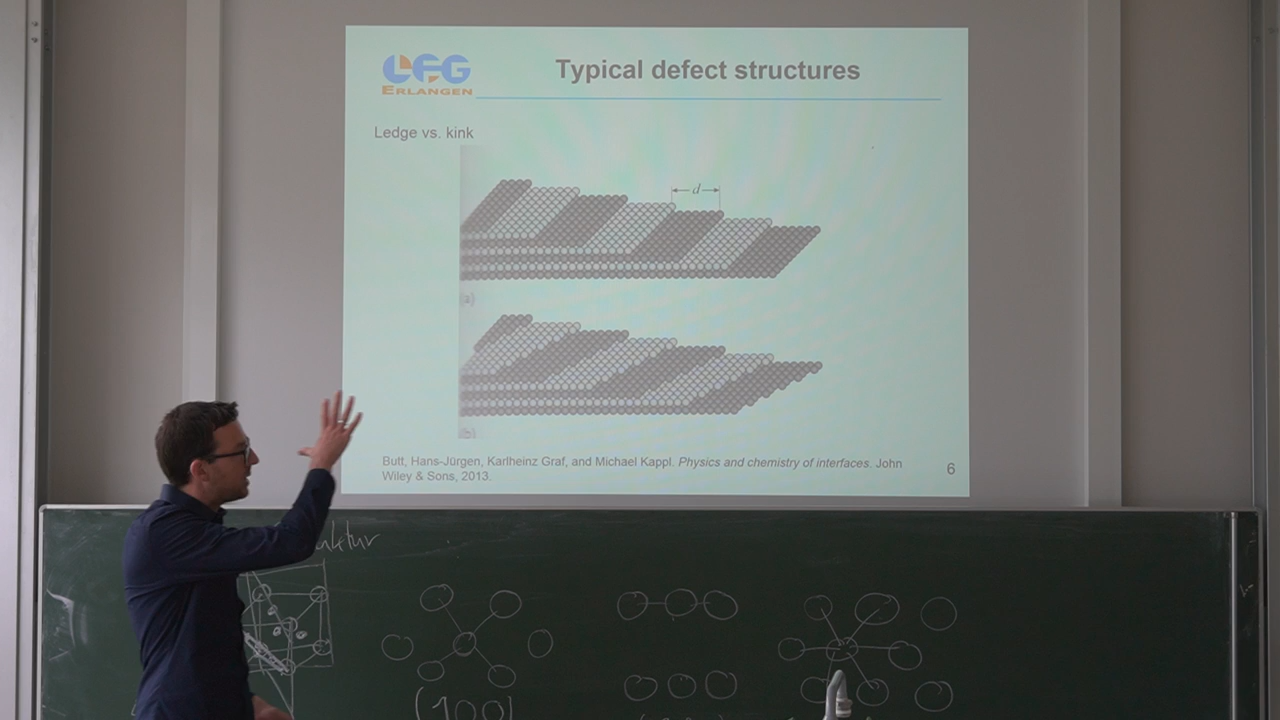 LFG
ERLANGEN
Typical defect structures
Ledge vs. kink
d
a)
b)
Butt, Hans-Jürgen, Karlheinz Graf, and Michael Kappl. Physics and chemistry of interfaces. John
Wiley & Sons, 2013.
6
(100)